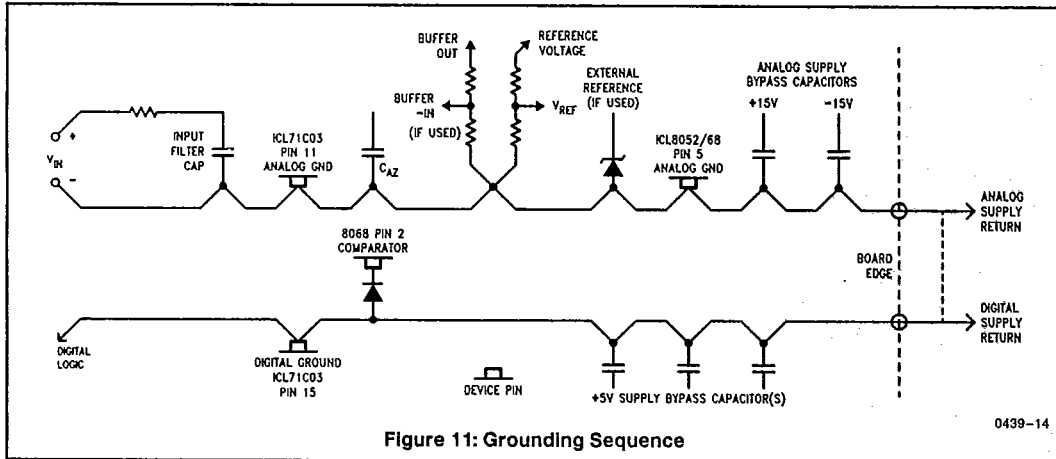 BUFFER
OUT
REFERENCE
VOLTAGE
BUFFER
-IN
(IF USED)
VREF
EXTERNAL
REFERENCE
(IF USED)
ANALOG SUPPLY
BYPASS CAPACITORS
+15V
-15V
+
VIN
-
INPUT
FILTER
CAP
ICL71C03
PIN 11
ANALOG GND
CAZ
ICL8052/68
PIN 5
ANALOG GND
ANALOG
SUPPLY
RETURN
8068 PIN 2
COMPARATOR
BOARD
EDGE
DIGITAL
LOGIC
DIGITAL GROUND
ICL71C03
PIN 15
DEVICE PIN
+5V SUPPLY BYPASS CAPACITOR(S)
DIGITAL
SUPPLY
RETURN
0439-14
Figure 11: Grounding Sequence